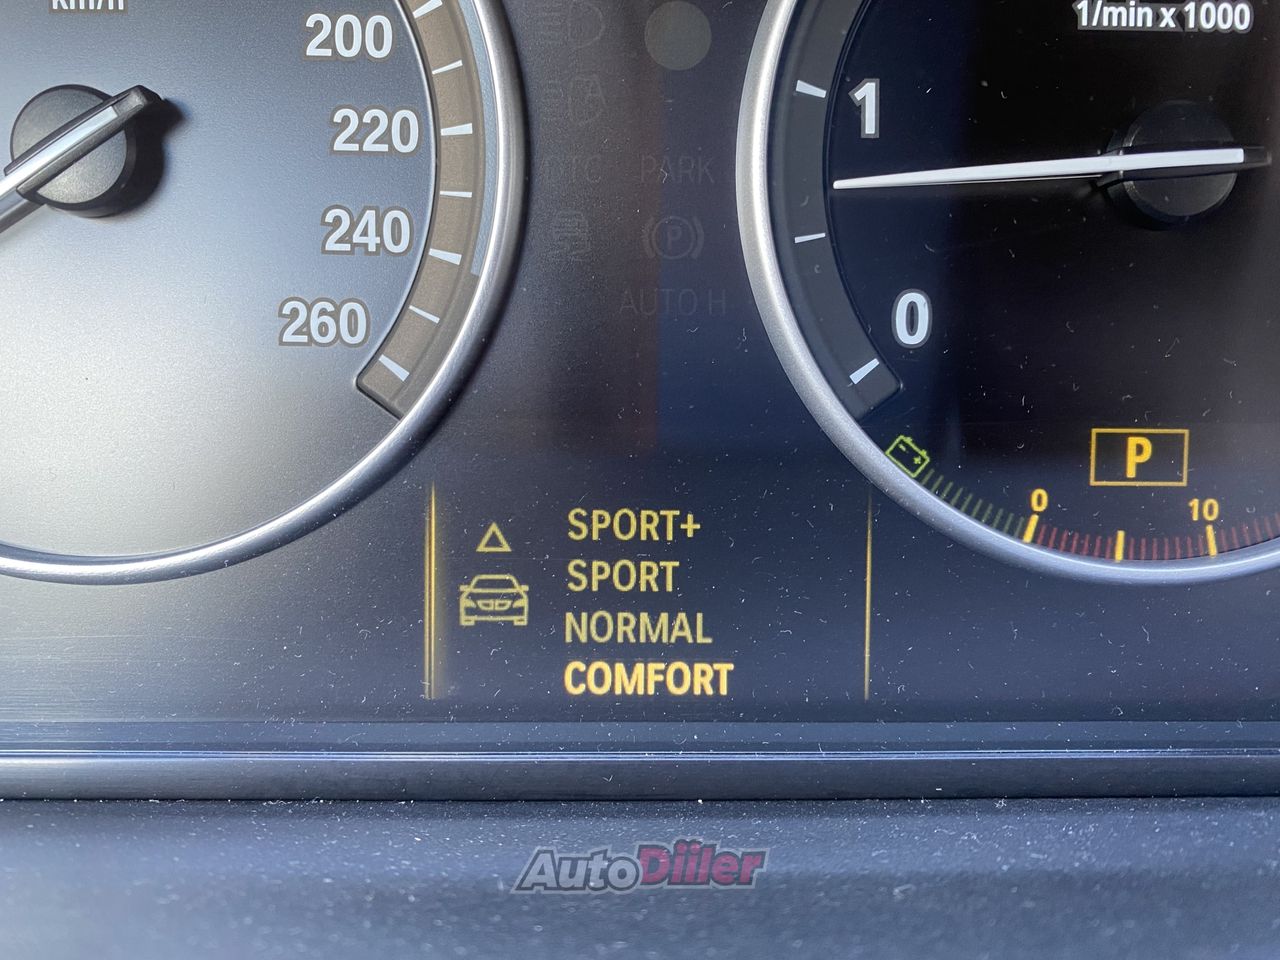 km/h
200
220
240
260
DTC
PARK
P
AUTO H
1/min x 1000
1
0
P
0
10
SPORT+
SPORT
NORMAL
COMFORT
AutoDiiler